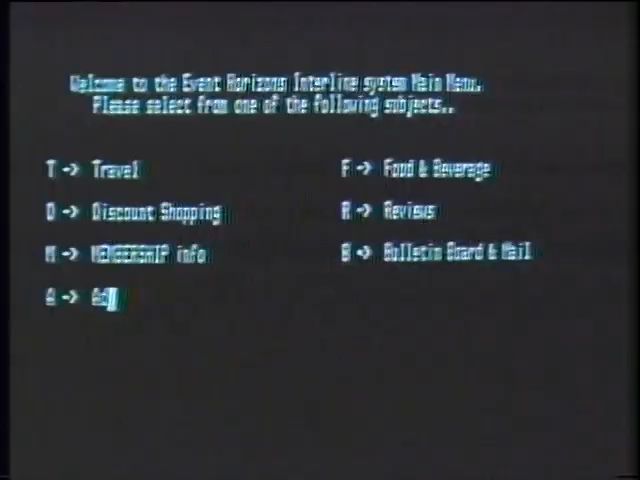 Welcome to the Event Horizons Interline system Main Menu.
Please select from one of the following subjects..
T -> Travel
F -> Food & Beverage
D -> Discount Shopping
R -> Reviews
M -> MEMBERSHIP info
B -> Bulletin Board & Mail
A -> Ad